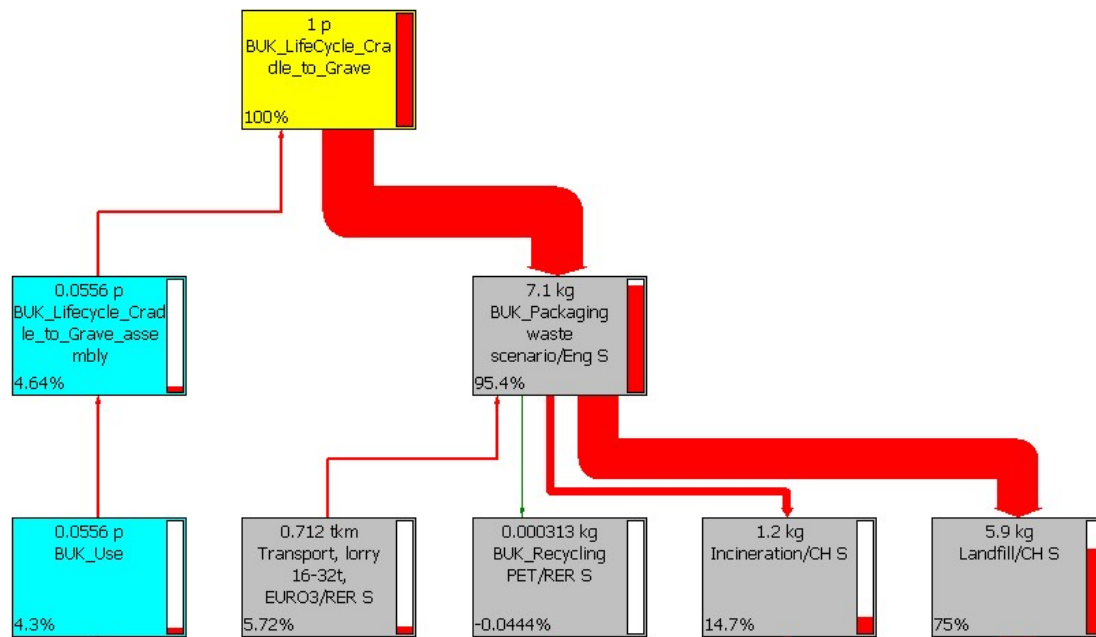 1 p
BUK_LifeCycle_Cra
dle_to_Grave
100%
0.0556 p
BUK_Lifecycle_Crad
le_to_Grave_asse
mbly
4.64%
7.1 kg
BUK_Packaging
waste
scenario/Eng S
95.4%
0.0556 p
BUK_Use
4.3%
0.712 tkm
Transport, lorry
16-32t,
EURO3/RER S
5.72%
0.000313 kg
BUK_Recycling
PET/RER S
-0.0444%
1.2 kg
Incineration/CH S
14.7%
5.9 kg
Landfill/CH S
75%